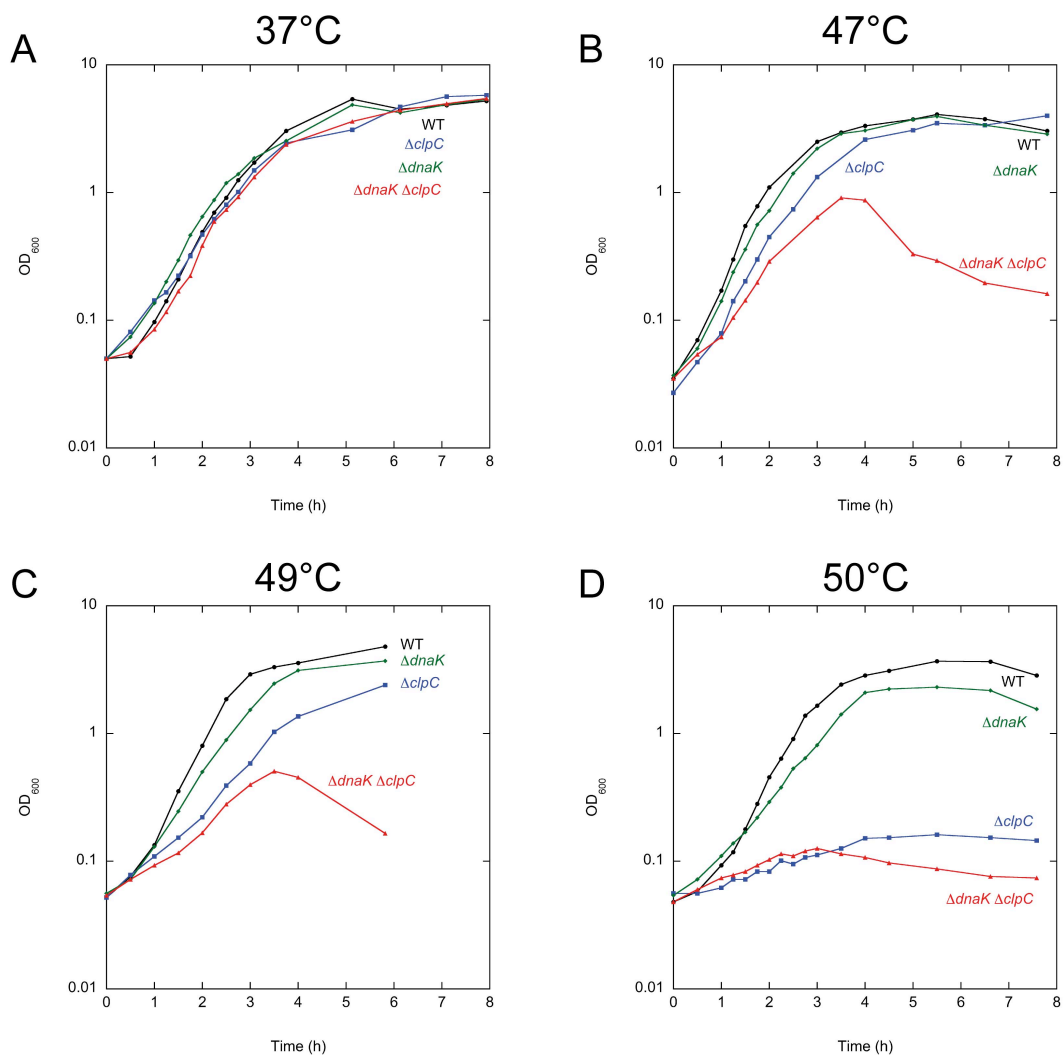 A
37°C
10
1
0.1
0.01
OD600
0 1 2 3 4 5 6 7 8
Time (h)
WT
ΔclpC
ΔdnaK
ΔdnaK ΔclpC
B
47°C
10
1
0.1
0.01
OD600
0 1 2 3 4 5 6 7 8
Time (h)
WT
ΔdnaK
ΔclpC
ΔdnaK ΔclpC
C
49°C
10
1
0.1
0.01
OD600
0 1 2 3 4 5 6 7 8
Time (h)
WT
ΔdnaK
ΔclpC
ΔdnaK ΔclpC
D
50°C
10
1
0.1
0.01
OD600
0 1 2 3 4 5 6 7 8
Time (h)
WT
ΔdnaK
ΔclpC
ΔdnaK ΔclpC